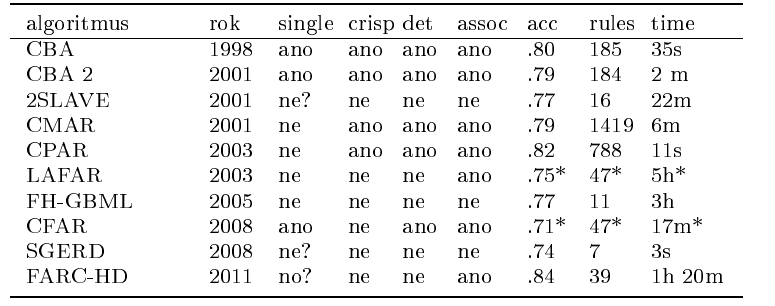 algoritmus rok single crisp det assoc acc rules time
CBA 1998 ano ano ano ano .80 185 35s
CBA 2 2001 ano ano ano ano .79 184 2 m
2SLAVE 2001 ne? ne ne ne .77 16 22m
CMAR 2001 ne ano ano ano .79 1419 6m
CPAR 2003 ne ano ano ano .82 788 11s
LAFAR 2003 ne ne ne ano .75* 47* 5h*
FH-GBML 2005 ne ne ne ne .77 11 3h
CFAR 2008 ano ne ano ano .71* 47* 17m*
SGERD 2008 ne? ne ne ne .74 7 3s
FARC-HD 2011 no? ne ne ano .84 39 1h 20m